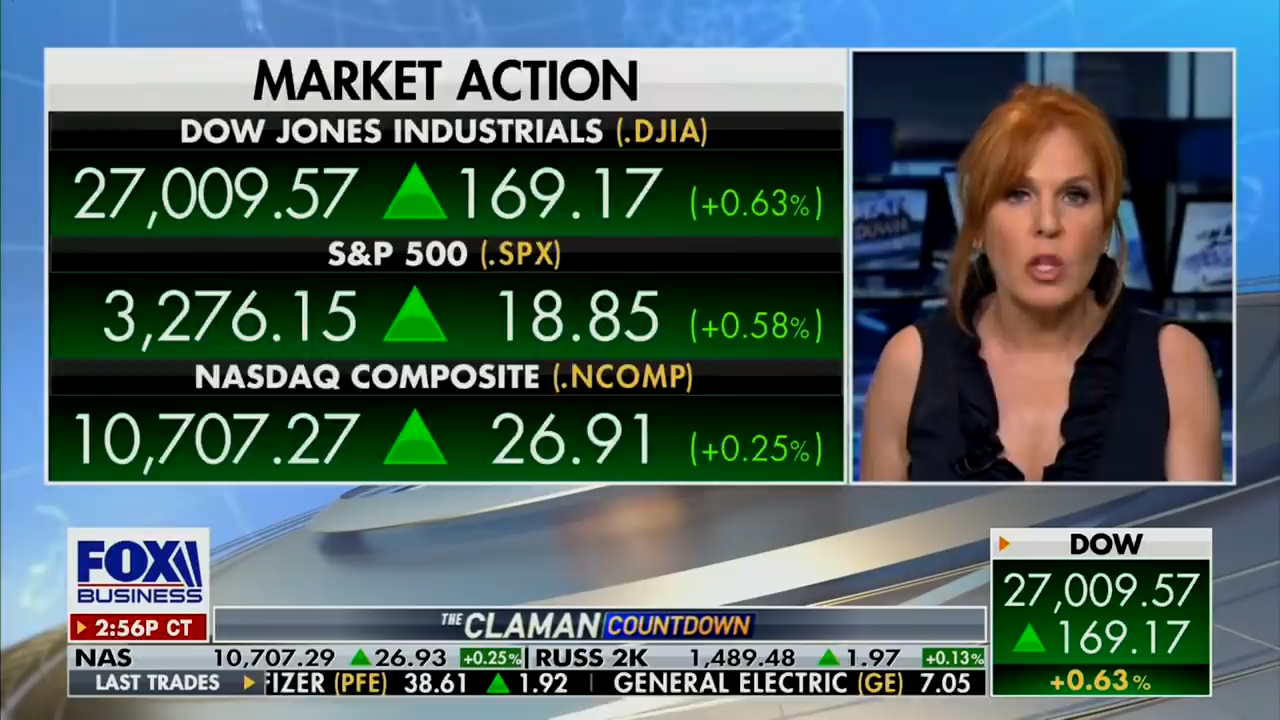 MARKET ACTION
DOW JONES INDUSTRIALS (.DJIA)
27,009.57 ▲ 169.17 (+0.63%)
S&P 500 (.SPX)
3,276.15 ▲ 18.85 (+0.58%)
NASDAQ COMPOSITE (.NCOMP)
10,707.27 ▲ 26.91 (+0.25%)
FOX
BUSINESS
2:56P CT
THE CLAMAN COUNTDOWN
DOW
27,009.57
▲ 169.17
+0.63%
NAS 10,707.29 ▲ 26.93 +0.25% RUSS 2K 1,489.48 ▲ 1.97 +0.13%
LAST TRADES FIZER (PFE) 38.61 ▲ 1.92 | GENERAL ELECTRIC (GE) 7.05